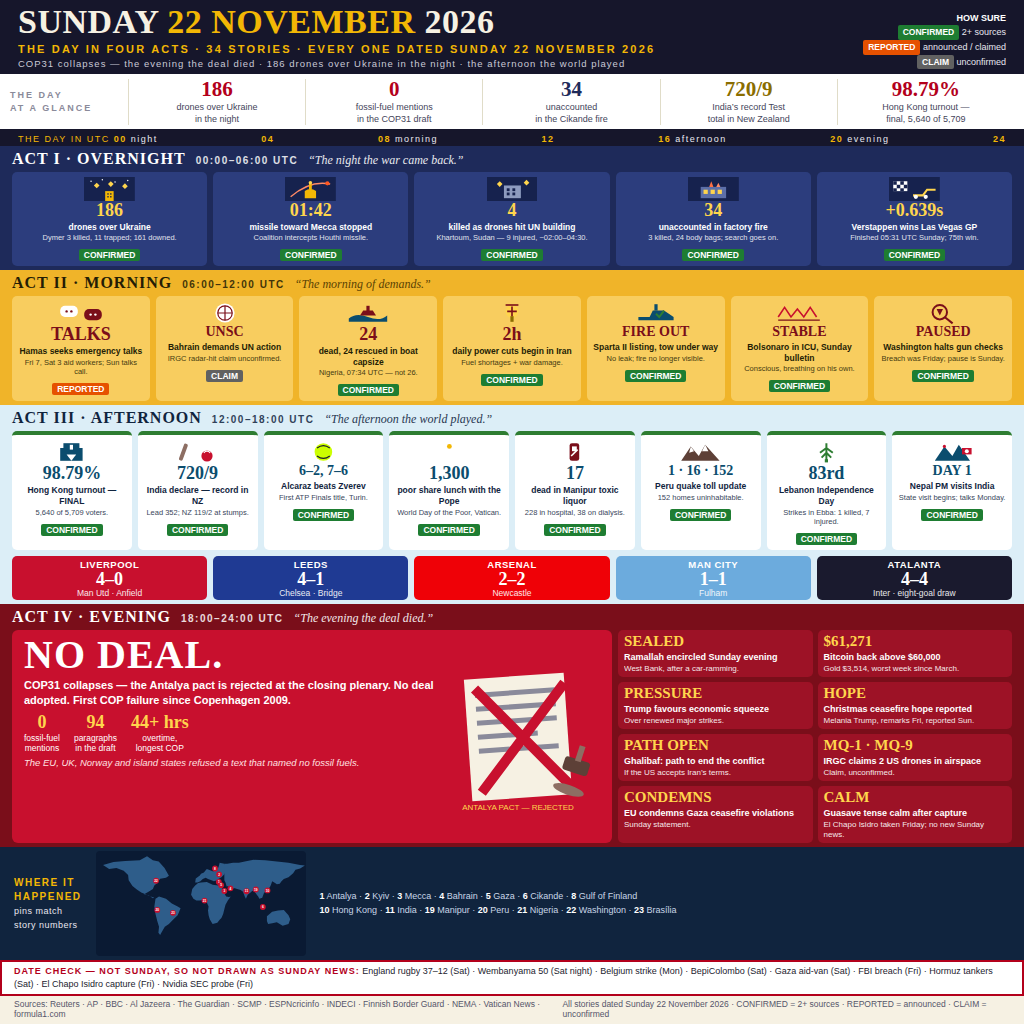 SUNDAY 22 NOVEMBER 2026
THE DAY IN FOUR ACTS · 34 STORIES · EVERY ONE DATED SUNDAY 22 NOVEMBER 2026
COP31 collapses — the evening the deal died · 186 drones over Ukraine in the night · the afternoon the world played
HOW SURE
CONFIRMED 2+ sources
REPORTED announced / claimed
CLAIM unconfirmed
THE DAY
AT A GLANCE
186
drones over Ukraine
in the night
0
fossil-fuel mentions
in the COP31 draft
34
unaccounted
in the Cikande fire
720/9
India's record Test
total in New Zealand
98.79%
Hong Kong turnout —
final, 5,640 of 5,709
THE DAY IN UTC 00 night 04 08 morning 12 16 afternoon 20 evening 24
ACT I · OVERNIGHT 00:00–06:00 UTC “The night the war came back.”
186
drones over Ukraine
Dymer 3 killed, 11 trapped; 161 downed.
CONFIRMED
01:42
missile toward Mecca stopped
Coalition intercepts Houthi missile.
CONFIRMED
4
killed as drones hit UN building
Khartoum, Sudan — 9 injured, ~02:00–04:30.
CONFIRMED
34
unaccounted in factory fire
3 killed, 24 body bags; search goes on.
CONFIRMED
+0.639s
Verstappen wins Las Vegas GP
Finished 05:31 UTC Sunday; 75th win.
CONFIRMED
ACT II · MORNING 06:00–12:00 UTC “The morning of demands.”
TALKS
Hamas seeks emergency talks
Fri 7, Sat 3 aid workers; Sun talks
call.
REPORTED
UNSC
Bahrain demands UN action
IRGC radar-hit claim unconfirmed.
CLAIM
24
dead, 24 rescued in boat
capsize
Nigeria, 07:34 UTC — not 26.
CONFIRMED
2h
daily power cuts begin in Iran
Fuel shortages + war damage.
CONFIRMED
FIRE OUT
Sparta II listing, tow under way
No leak; fire no longer visible.
CONFIRMED
STABLE
Bolsonaro in ICU, Sunday
bulletin
Conscious, breathing on his own.
CONFIRMED
PAUSED
Washington halts gun checks
Breach was Friday; pause is Sunday.
CONFIRMED
ACT III · AFTERNOON 12:00–18:00 UTC “The afternoon the world played.”
98.79%
Hong Kong turnout —
FINAL
5,640 of 5,709 voters.
CONFIRMED
720/9
India declare — record in
NZ
Lead 352; NZ 119/2 at stumps.
CONFIRMED
6–2, 7–6
Alcaraz beats Zverev
First ATP Finals title, Turin.
CONFIRMED
1,300
poor share lunch with the
Pope
World Day of the Poor, Vatican.
CONFIRMED
17
dead in Manipur toxic
liquor
228 in hospital, 38 on dialysis.
CONFIRMED
1 · 16 · 152
Peru quake toll update
152 homes uninhabitable.
CONFIRMED
83rd
Lebanon Independence
Day
Strikes in Ebba: 1 killed, 7
injured.
CONFIRMED
DAY 1
Nepal PM visits India
State visit begins; talks Monday.
CONFIRMED
LIVERPOOL
4–0
Man Utd · Anfield
LEEDS
4–1
Chelsea · Bridge
ARSENAL
2–2
Newcastle
MAN CITY
1–1
Fulham
ATALANTA
4–4
Inter · eight-goal draw
ACT IV · EVENING 18:00–24:00 UTC “The evening the deal died.”
NO DEAL.
COP31 collapses — the Antalya pact is rejected at the closing plenary. No deal
adopted. First COP failure since Copenhagen 2009.
0
fossil-fuel
mentions
94
paragraphs
in the draft
44+ hrs
overtime,
longest COP
The EU, UK, Norway and island states refused a text that named no fossil fuels.
ANTALYA PACT — REJECTED
SEALED
Ramallah encircled Sunday evening
West Bank, after a car-ramming.
$61,271
Bitcoin back above $60,000
Gold $3,514, worst week since March.
PRESSURE
Trump favours economic squeeze
Over renewed major strikes.
HOPE
Christmas ceasefire hope reported
Melania Trump, remarks Fri, reported Sun.
PATH OPEN
Ghalibaf: path to end the conflict
If the US accepts Iran's terms.
MQ-1 · MQ-9
IRGC claims 2 US drones in airspace
Claim, unconfirmed.
CONDEMNS
EU condemns Gaza ceasefire violations
Sunday statement.
CALM
Guasave tense calm after capture
El Chapo Isidro taken Friday; no new Sunday
news.
WHERE IT
HAPPENED
pins match
story numbers
1 Antalya · 2 Kyiv · 3 Mecca · 4 Bahrain · 5 Gaza · 6 Cikande · 8 Gulf of Finland
10 Hong Kong · 11 India · 19 Manipur · 20 Peru · 21 Nigeria · 22 Washington · 23 Brasília
DATE CHECK — NOT SUNDAY, SO NOT DRAWN AS SUNDAY NEWS: England rugby 37–12 (Sat) · Wembanyama 50 (Sat night) · Belgium strike (Mon) · BepiColombo (Sat) · Gaza aid-van (Sat) · FBI breach (Fri) · Hormuz tankers
(Sat) · El Chapo Isidro capture (Fri) · Nvidia SEC probe (Fri)
Sources: Reuters · AP · BBC · Al Jazeera · The Guardian · SCMP · ESPNcricinfo · INDECI · Finnish Border Guard · NEMA · Vatican News ·
formula1.com
All stories dated Sunday 22 November 2026 · CONFIRMED = 2+ sources · REPORTED = announced · CLAIM =
unconfirmed